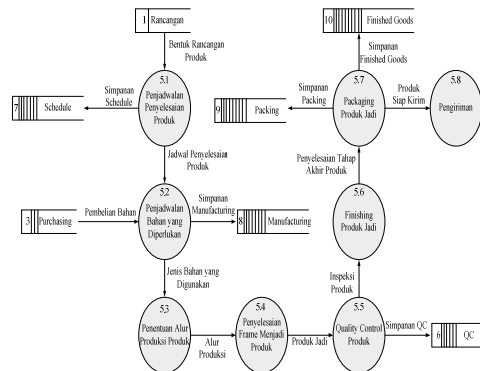 1 Rancangan
10 Finished Goods
Bentuk Rancangan
Produk
Simpanan
Finished Goods
5.1
Penjadwalan
Penyelesaian
Produk
Simpanan
Schedule
7 Schedule
5.7
Packaging
Produk Jadi
Simpanan
Packing
9 Packing
Produk
Siap Kirim
5.8
Pengiriman
Jadwal Penyelesaian
Produk
Penyelesaian Tahap
Akhir Produk
5.2
Penjadwalan
Bahan yang
Diperlukan
Pembelian Bahan
3 Purchasing
Simpanan
Manufacturing
8 Manufacturing
5.6
Finishing
Produk Jadi
Jenis Bahan yang
Digunakan
Inspeksi
Produk
5.3
Penentuan Alur
Produksi Produk
Alur
Produksi
5.4
Penyelesaian
Frame Menjadi
Produk
Produk Jadi
5.5
Quality Control
Produk
Simpanan QC
6 QC